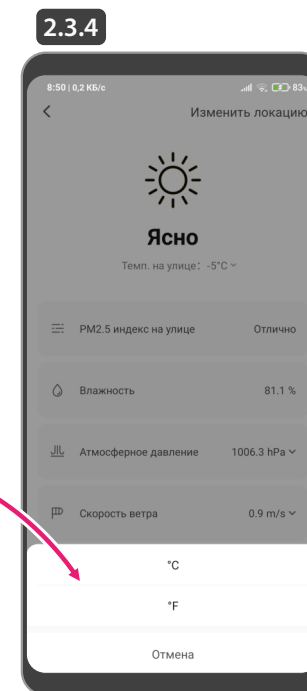 2.3.4
8:50 | 0,2 КБ/с 83
Изменить локацию
Ясно
Темп. на улице: -5°C
PM2.5 индекс на улице Отлично
Влажность 81.1 %
Атмосферное давление 1006.3 hPa
Скорость ветра 0.9 m/s
°C
°F
Отмена